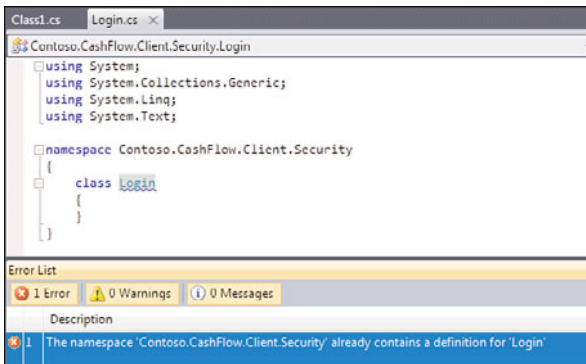 Class1.cs Login.cs
Contoso.CashFlow.Client.Security.Login
using System;
using System.Collections.Generic;
using System.Linq;
using System.Text;
namespace Contoso.CashFlow.Client.Security
{
class Login
{
}
}
Error List
1 Error 0 Warnings 0 Messages
Description
1 The namespace 'Contoso.CashFlow.Client.Security' already contains a definition for 'Login'